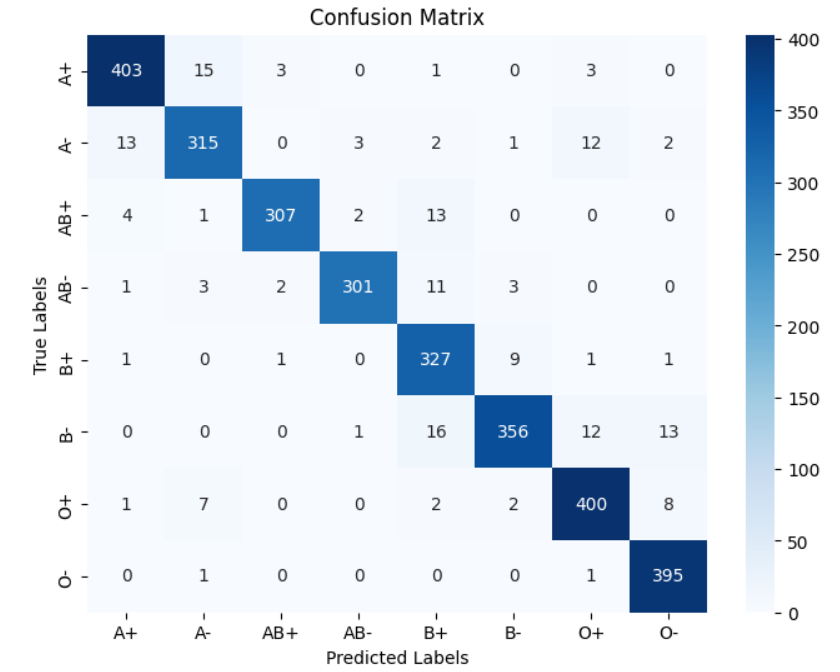 Confusion Matrix
True Labels
A+ 403 15 3 0 1 0 3 0
A- 13 315 0 3 2 1 12 2
AB+ 4 1 307 2 13 0 0 0
AB- 1 3 2 301 11 3 0 0
B+ 1 0 1 0 327 9 1 1
B- 0 0 0 1 16 356 12 13
O+ 1 7 0 0 2 2 400 8
O- 0 1 0 0 0 0 1 395
A+ A- AB+ AB- B+ B- O+ O-
Predicted Labels
400
350
300
250
200
150
100
50
0